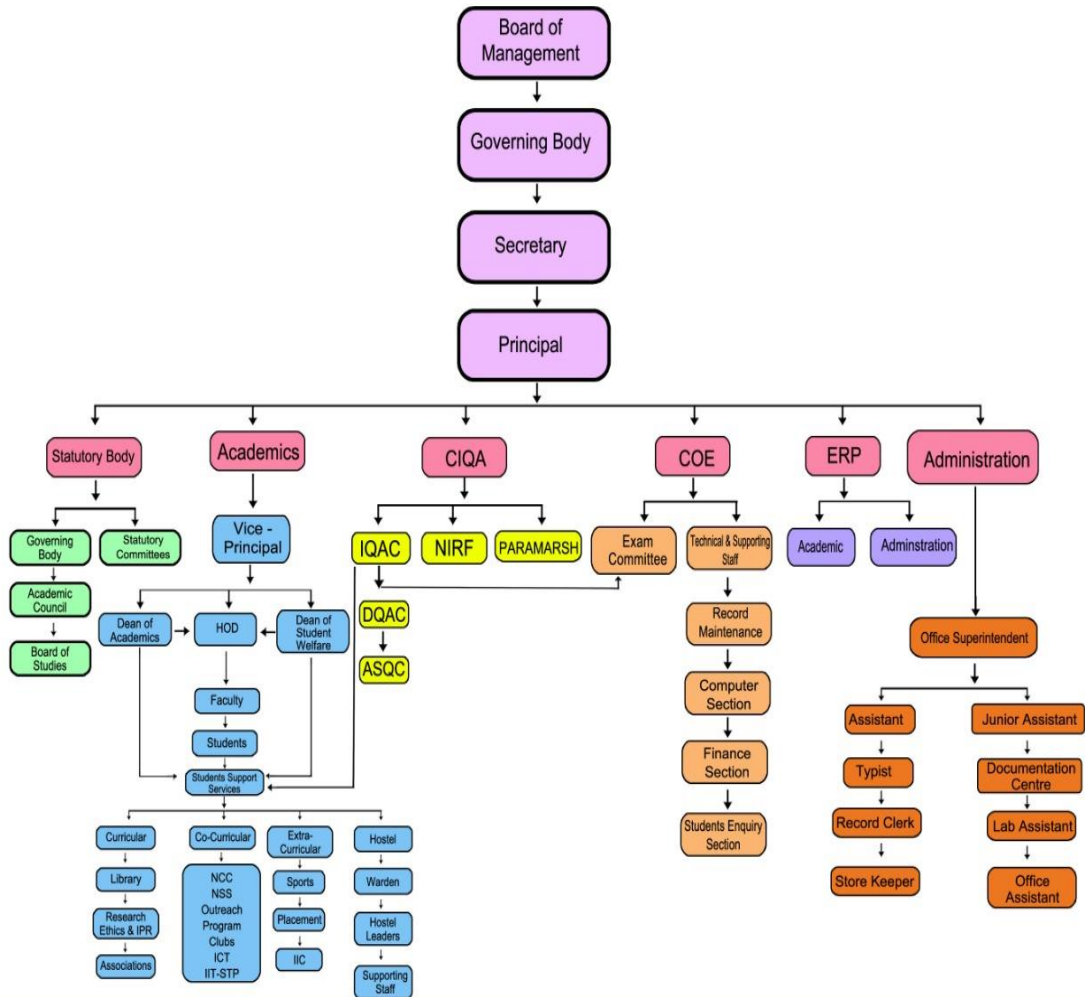 Board of
Management
Governing Body
Secretary
Principal
Statutory Body
Academics
CIQA
COE
ERP
Administration
Governing
Body
Statutory
Committees
Academic
Council
Board of
Studies
Vice -
Principal
Dean of
Academics
HOD
Dean of
Student
Welfare
Faculty
Students
Students Support
Services
Curricular
Library
Research
Ethics & IPR
Associations
Co-Curricular
NCC
NSS
Outreach
Program
Clubs
ICT
IIT-STP
Extra-
Curricular
Sports
Placement
IIC
Hostel
Warden
Hostel
Leaders
Supporting
Staff
IQAC
NIRF
PARAMARSH
DQAC
ASQC
Exam
Committee
Technical & Supporting
Staff
Record
Maintenance
Computer
Section
Finance
Section
Students Enquiry
Section
Academic
Adminstration
Office Superintendent
Assistant
Typist
Record Clerk
Store Keeper
Junior Assistant
Documentation
Centre
Lab Assistant
Office
Assistant